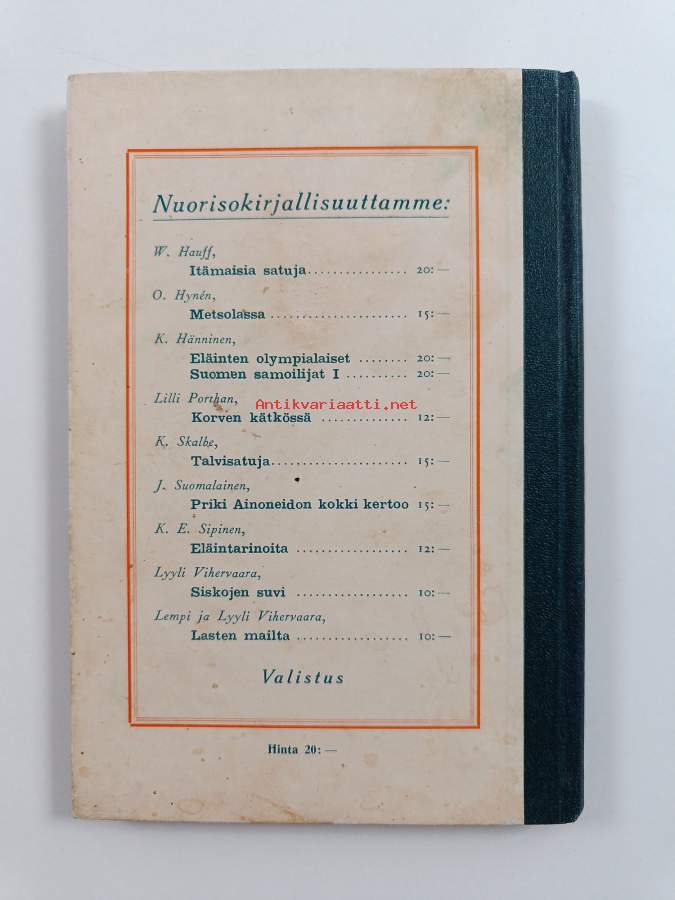 Nuorisokirjallisuuttamme:
W. Hauff,
Itämaisia satuja................ 20: —
O. Hynén,
Metsolassa ..................... 15: —
K. Hänninen,
Eläinten olympialaiset ........ 20: —
Suomen samoilijat I .......... 20: —
Lilli Porthan,
Antikvariaatti.net
Korven kätkössä .............. 12: —
K. Skalbe,
Talvisatuja..................... 15: —
J. Suomalainen,
Priki Ainoneidon kokki kertoo 15: —
K. E. Sipinen,
Eläintarinoita .................. 12: —
Lyyli Vihervaara,
Siskojen suvi .................. 10: —
Lempi ja Lyyli Vihervaara,
Lasten mailta .................. 10: —
Valistus
Hinta 20: —